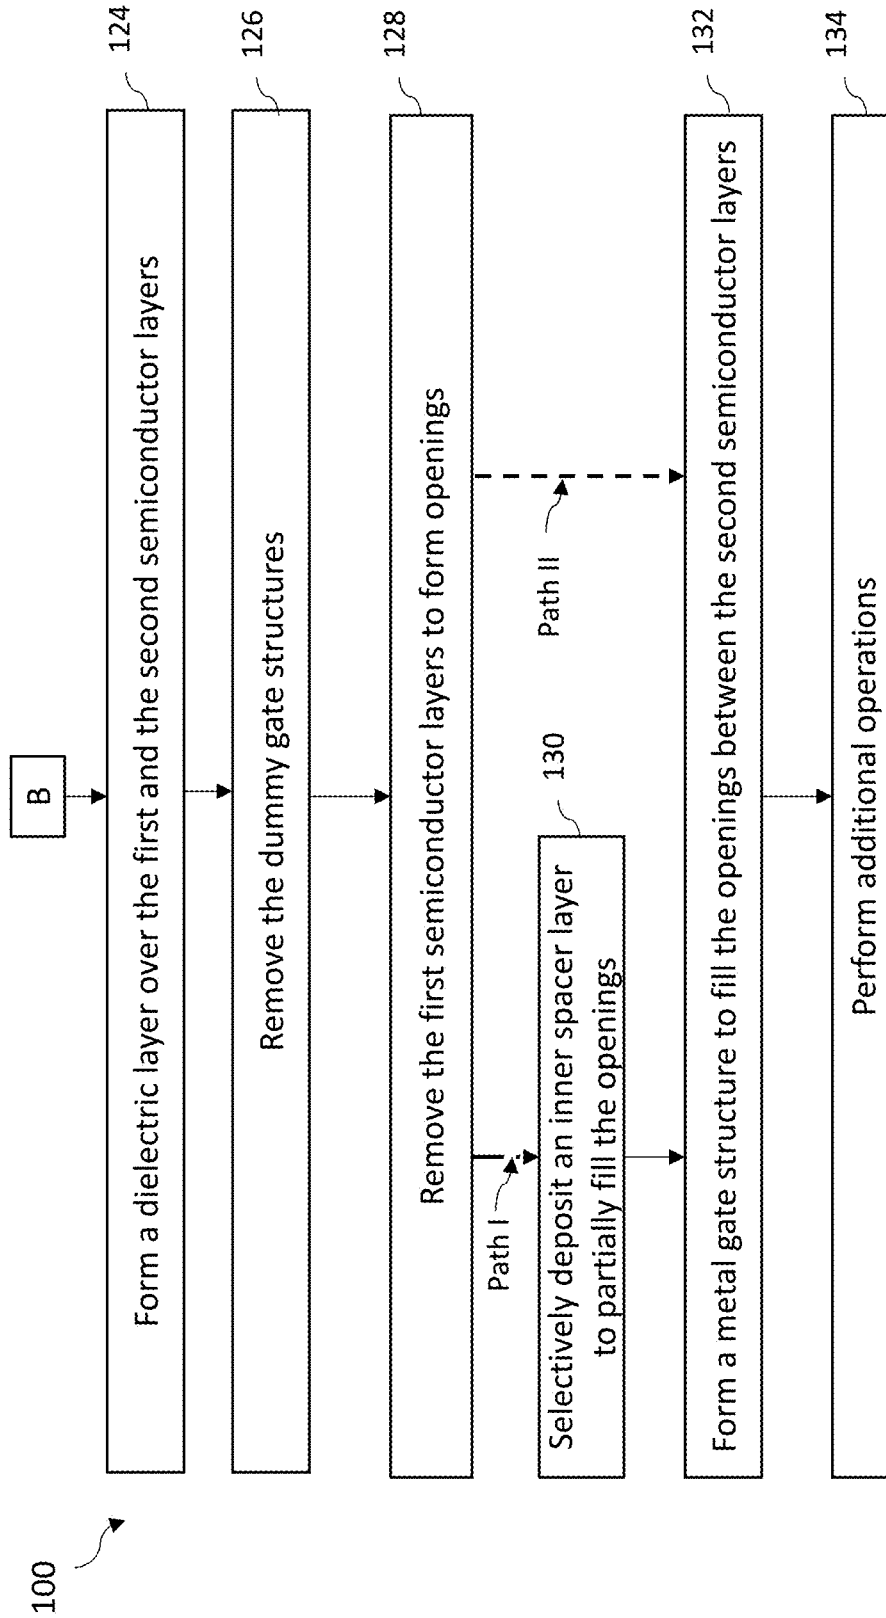 100
B
124
Form a dielectric layer over the first and the second semiconductor layers
126
Remove the dummy gate structures
128
Remove the first semiconductor layers to form openings
Path I
Path II
130
Selectively deposit an inner spacer layer
to partially fill the openings
132
Form a metal gate structure to fill the openings between the second semiconductor layers
134
Perform additional operations